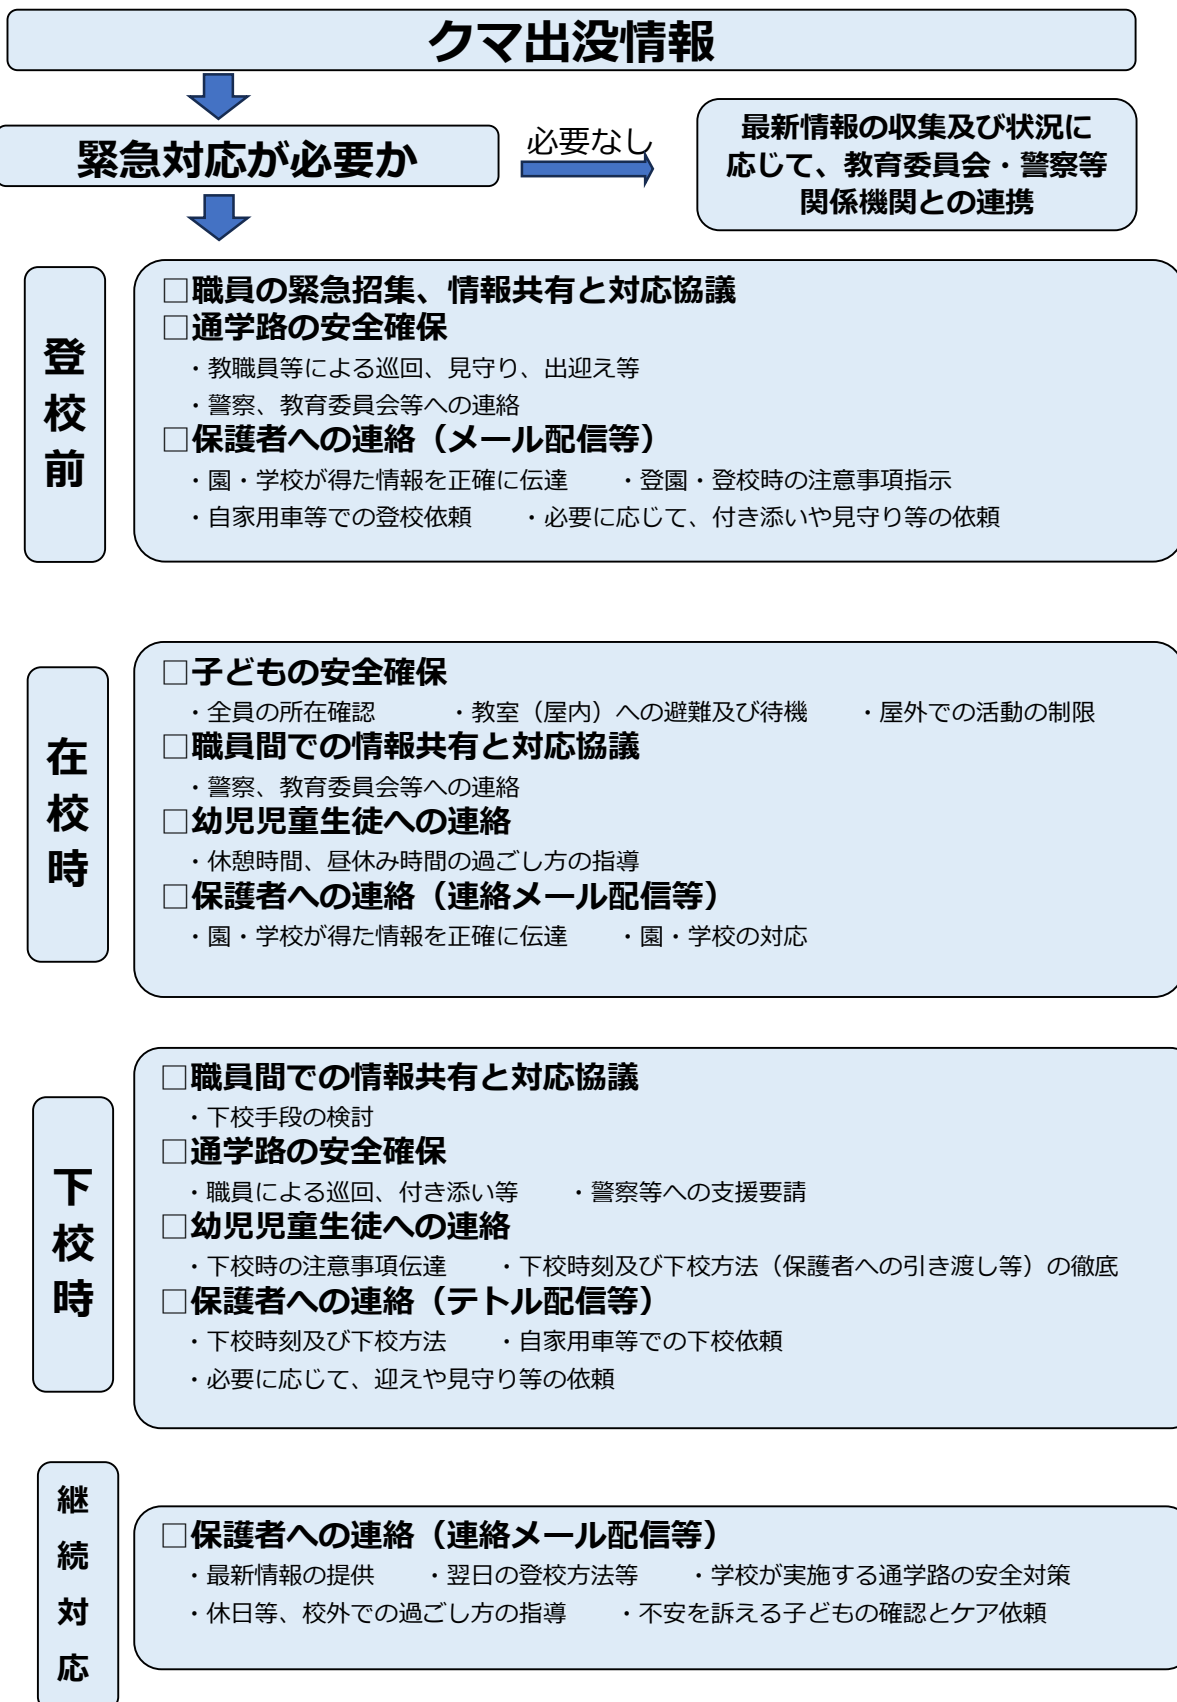 クマ出没情報
緊急対応が必要か
必要なし
最新情報の収集及び状況に
応じて、教育委員会・警察等
関係機関との連携
登校前
□職員の緊急招集、情報共有と対応協議
□通学路の安全確保
・教職員等による巡回、見守り、出迎え等
・警察、教育委員会等への連絡
□保護者への連絡（メール配信等）
・園・学校が得た情報を正確に伝達　・登園・登校時の注意事項指示
・自家用車等での登校依頼　・必要に応じて、付き添いや見守り等の依頼
在校時
□子どもの安全確保
・全員の所在確認　・教室（屋内）への避難及び待機　・屋外での活動の制限
□職員間での情報共有と対応協議
・警察、教育委員会等への連絡
□幼児児童生徒への連絡
・休憩時間、昼休み時間の過ごし方の指導
□保護者への連絡（連絡メール配信等）
・園・学校が得た情報を正確に伝達　・園・学校の対応
下校時
□職員間での情報共有と対応協議
・下校手段の検討
□通学路の安全確保
・職員による巡回、付き添い等　・警察等への支援要請
□幼児児童生徒への連絡
・下校時の注意事項伝達　・下校時刻及び下校方法（保護者への引き渡し等）の徹底
□保護者への連絡（テトル配信等）
・下校時刻及び下校方法　・自家用車等での下校依頼
・必要に応じて、迎えや見守り等の依頼
継続対応
□保護者への連絡（連絡メール配信等）
・最新情報の提供　・翌日の登校方法等　・学校が実施する通学路の安全対策
・休日等、校外での過ごし方の指導　・不安を訴える子どもの確認とケア依頼